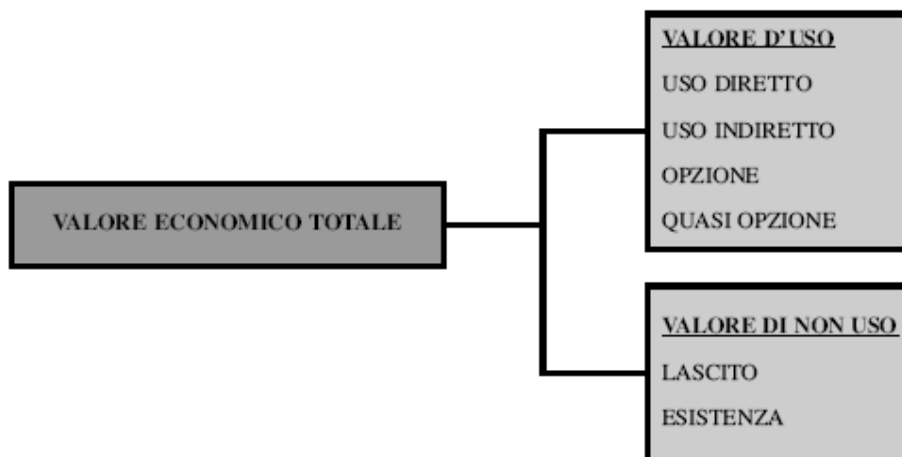 VALORE ECONOMICO TOTALE
VALORE D'USO
USO DIRETTO
USO INDIRETTO
OPZIONE
QUASI OPZIONE
VALORE DI NON USO
LASCITO
ESISTENZA